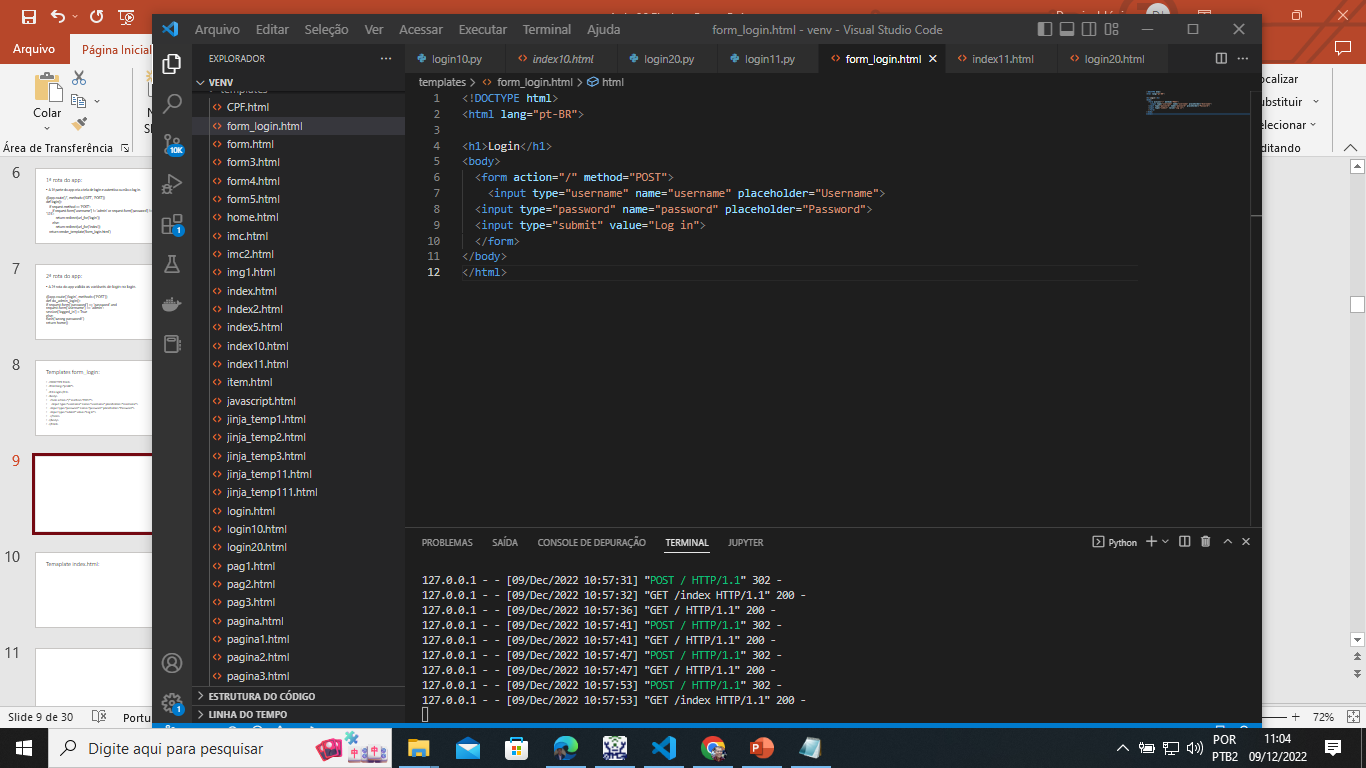 Arquivo
Página Inicial
Colar
Área de Transferência
ocalizar
ubstituir
elecionar
ditando
6
1ª rota do app:
7
2ª rota do app:
8
Templates form_login:
9
10
Temaplate index.html:
11
Slide 9 de 30
Portu
72%
Arquivo Editar Seleção Ver Acessar Executar Terminal Ajuda
form_login.html - venv - Visual Studio Code
EXPLORADOR
VENV
templates
CPF.html
form_login.html
form.html
form3.html
form4.html
form5.html
home.html
imc.html
imc2.html
img1.html
index.html
Index2.html
index5.html
index10.html
index11.html
item.html
javascript.html
jinja_temp1.html
jinja_temp2.html
jinja_temp3.html
jinja_temp11.html
jinja_temp111.html
login.html
login10.html
login20.html
pag1.html
pag2.html
pag3.html
pagina.html
pagina1.html
pagina2.html
pagina3.html
ESTRUTURA DO CÓDIGO
LINHA DO TEMPO
10K
1
1
login10.py index10.html login20.py login11.py form_login.html index11.html login20.html
templates > form_login.html > html
1 <!DOCTYPE html>
2 <html lang="pt-BR">
3
4 <h1>Login</h1>
5 <body>
6 <form action="/" method="POST">
7 <input type="username" name="username" placeholder="Username">
8 <input type="password" name="password" placeholder="Password">
9 <input type="submit" value="Log in">
10 </form>
11 </body>
12 </html>
PROBLEMAS SAÍDA CONSOLE DE DEPURAÇÃO TERMINAL JUPYTER
Python
127.0.0.1 - - [09/Dec/2022 10:57:31] "POST / HTTP/1.1" 302 -
127.0.0.1 - - [09/Dec/2022 10:57:32] "GET /index HTTP/1.1" 200 -
127.0.0.1 - - [09/Dec/2022 10:57:36] "GET / HTTP/1.1" 200 -
127.0.0.1 - - [09/Dec/2022 10:57:41] "POST / HTTP/1.1" 302 -
127.0.0.1 - - [09/Dec/2022 10:57:41] "GET / HTTP/1.1" 200 -
127.0.0.1 - - [09/Dec/2022 10:57:47] "POST / HTTP/1.1" 302 -
127.0.0.1 - - [09/Dec/2022 10:57:47] "GET / HTTP/1.1" 200 -
127.0.0.1 - - [09/Dec/2022 10:57:53] "POST / HTTP/1.1" 302 -
127.0.0.1 - - [09/Dec/2022 10:57:53] "GET /index HTTP/1.1" 200 -
Digite aqui para pesquisar
POR
PTB2
11:04
09/12/2022